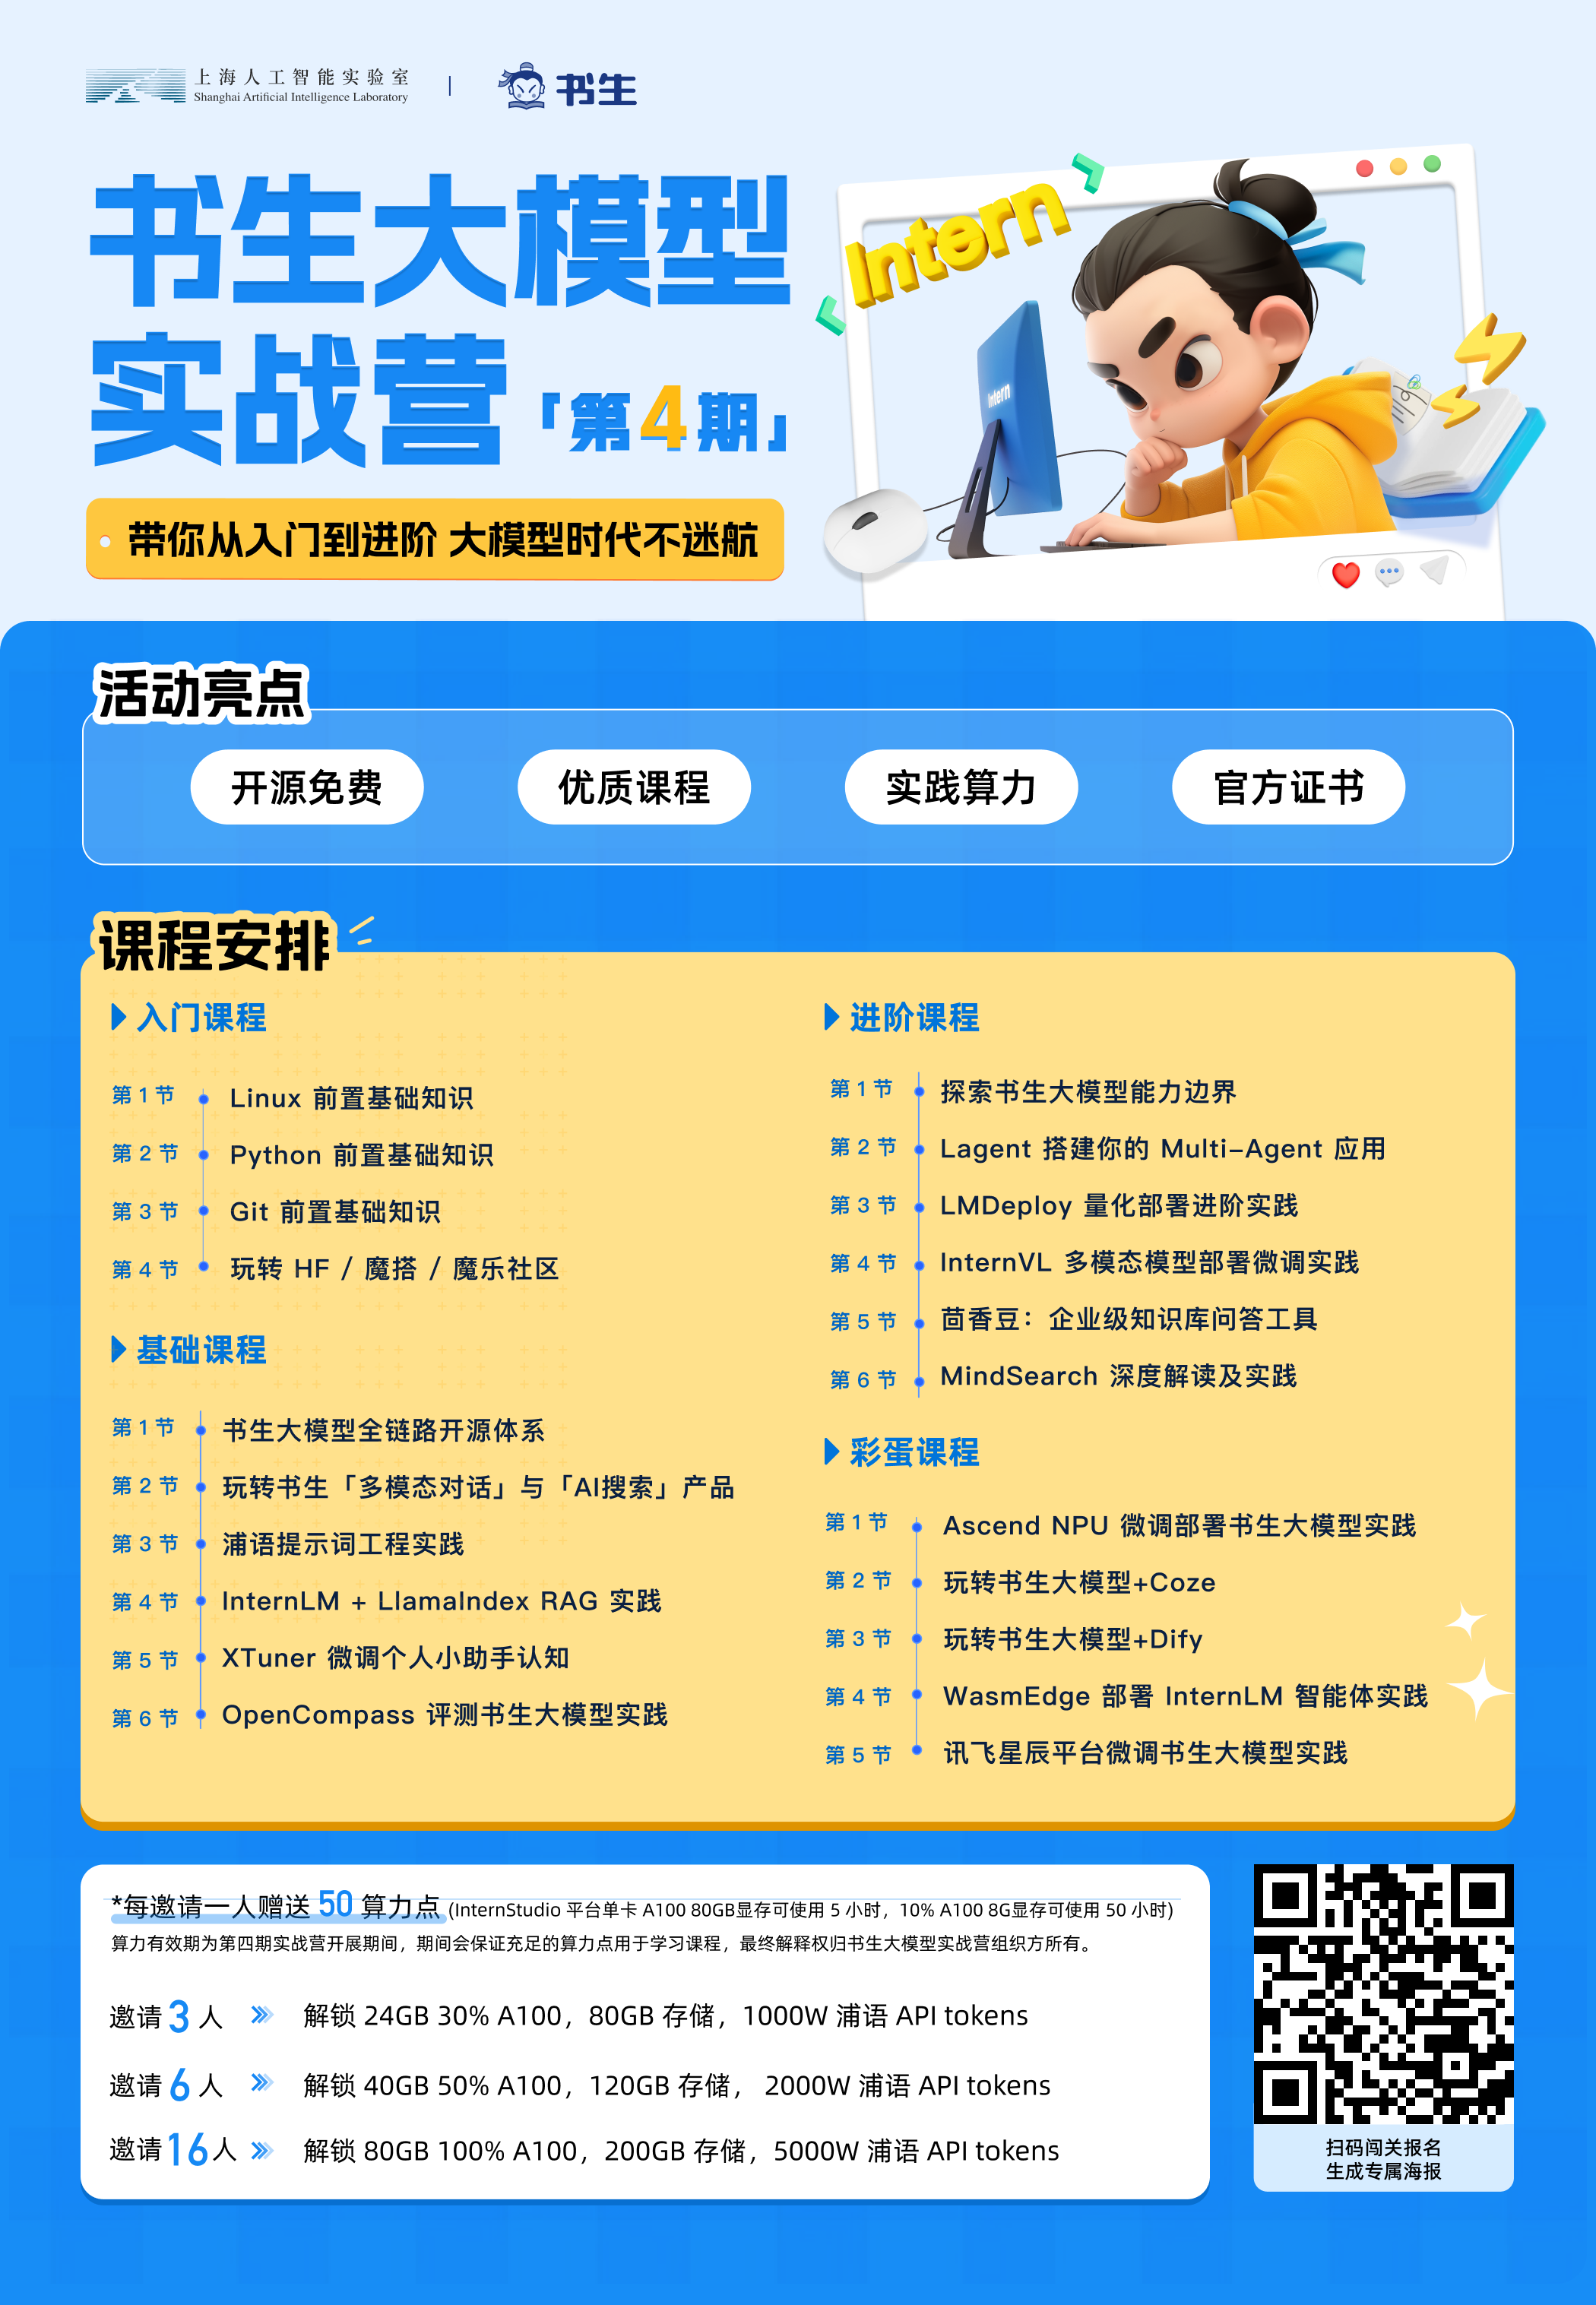 上海人工智能实验室
Shanghai Artificial Intelligence Laboratory
书生
书生大模型
实战营「第4期」
带你从入门到进阶 大模型时代不迷航
Intern
Intern
活动亮点
开源免费
优质课程
实践算力
官方证书
课程安排
入门课程
第 1 节 Linux 前置基础知识
第 2 节 Python 前置基础知识
第 3 节 Git 前置基础知识
第 4 节 玩转 HF / 魔搭 / 魔乐社区
基础课程
第 1 节 书生大模型全链路开源体系
第 2 节 玩转书生「多模态对话」与「AI搜索」产品
第 3 节 浦语提示词工程实践
第 4 节 InternLM + LlamaIndex RAG 实践
第 5 节 XTuner 微调个人小助手认知
第 6 节 OpenCompass 评测书生大模型实践
进阶课程
第 1 节 探索书生大模型能力边界
第 2 节 Lagent 搭建你的 Multi-Agent 应用
第 3 节 LMDeploy 量化部署进阶实践
第 4 节 InternVL 多模态模型部署微调实践
第 5 节 茴香豆：企业级知识库问答工具
第 6 节 MindSearch 深度解读及实践
彩蛋课程
第 1 节 Ascend NPU 微调部署书生大模型实践
第 2 节 玩转书生大模型+Coze
第 3 节 玩转书生大模型+Dify
第 4 节 WasmEdge 部署 InternLM 智能体实践
第 5 节 讯飞星辰平台微调书生大模型实践
*每邀请一人赠送 50 算力点 (InternStudio 平台单卡 A100 80GB显存可使用 5 小时，10% A100 8G显存可使用 50 小时)
算力有效期为第四期实战营开展期间，期间会保证充足的算力点用于学习课程，最终解释权归书生大模型实战营组织方所有。
邀请 3 人 解锁 24GB 30% A100，80GB 存储，1000W 浦语 API tokens
邀请 6 人 解锁 40GB 50% A100，120GB 存储， 2000W 浦语 API tokens
邀请 16 人 解锁 80GB 100% A100，200GB 存储，5000W 浦语 API tokens
扫码闯关报名
生成专属海报